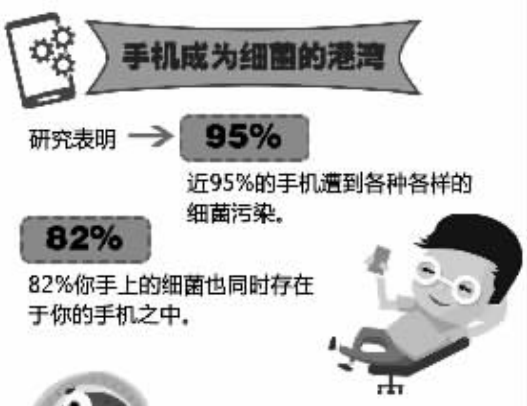 手机成为细菌的港湾
研究表明
95%
近95%的手机遭到各种各样的
细菌污染。
82%
82%你手上的细菌也同时存在
于你的手机之中。